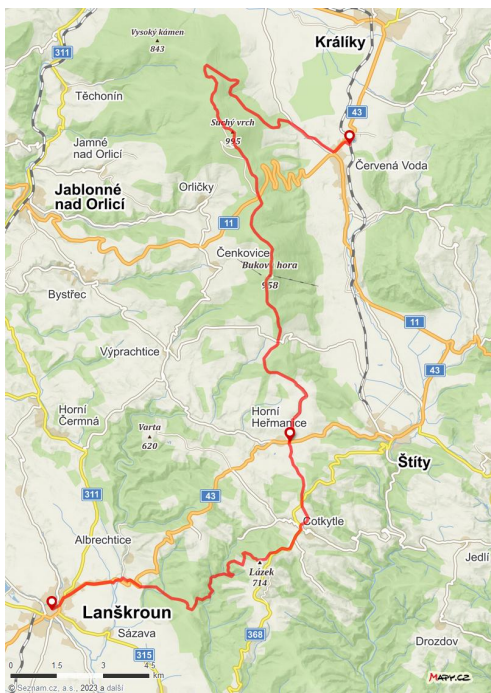 Vysoký kámen
843
Králíky
311
Těchonín
43
Suchý vrch
995
Jamné
nad Orlicí
Červená Voda
Orličky
Jablonné
nad Orlicí
11
Čenkovice
Buková hora
958
Bystřec
11
Výprachtice
43
Horní
Čermná
Varta
620
Horní
Heřmanice
Štíty
311
43
Cotkytle
Albrechtice
Jedlí
Lázek
714
Lanškroun
Sázava
368
Drozdov
315
0 1.5 3 4.5
km
Mapy.cz
©Seznam.cz, a.s., 2023 a další